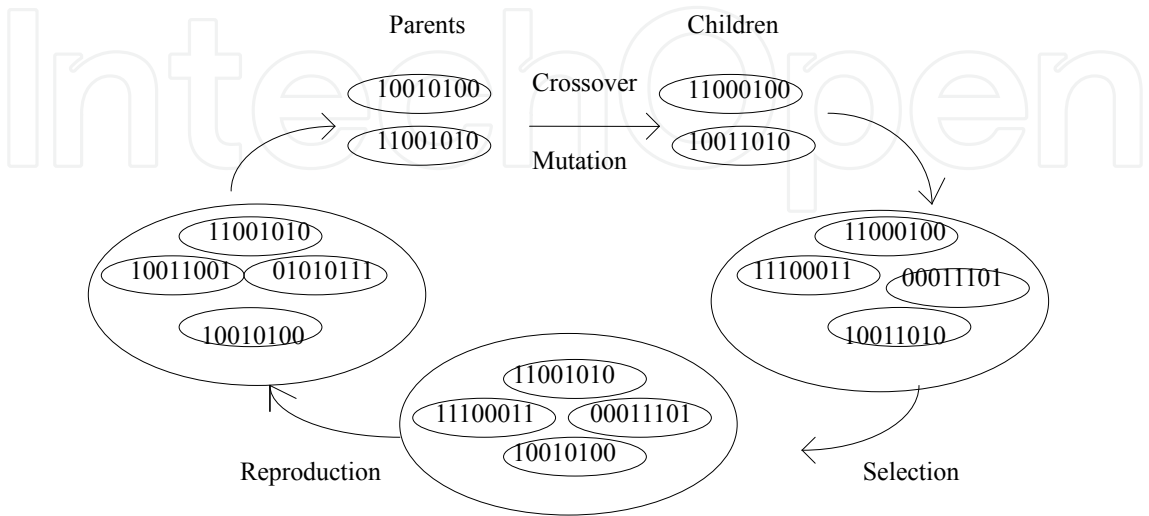 IntechOpen
Parents
Children
10010100
Crossover
11000100
11001010
Mutation
10011010
11001010
10011001
01010111
10010100
11000100
11100011
00011101
10011010
11001010
11100011
00011101
10010100
Reproduction
Selection